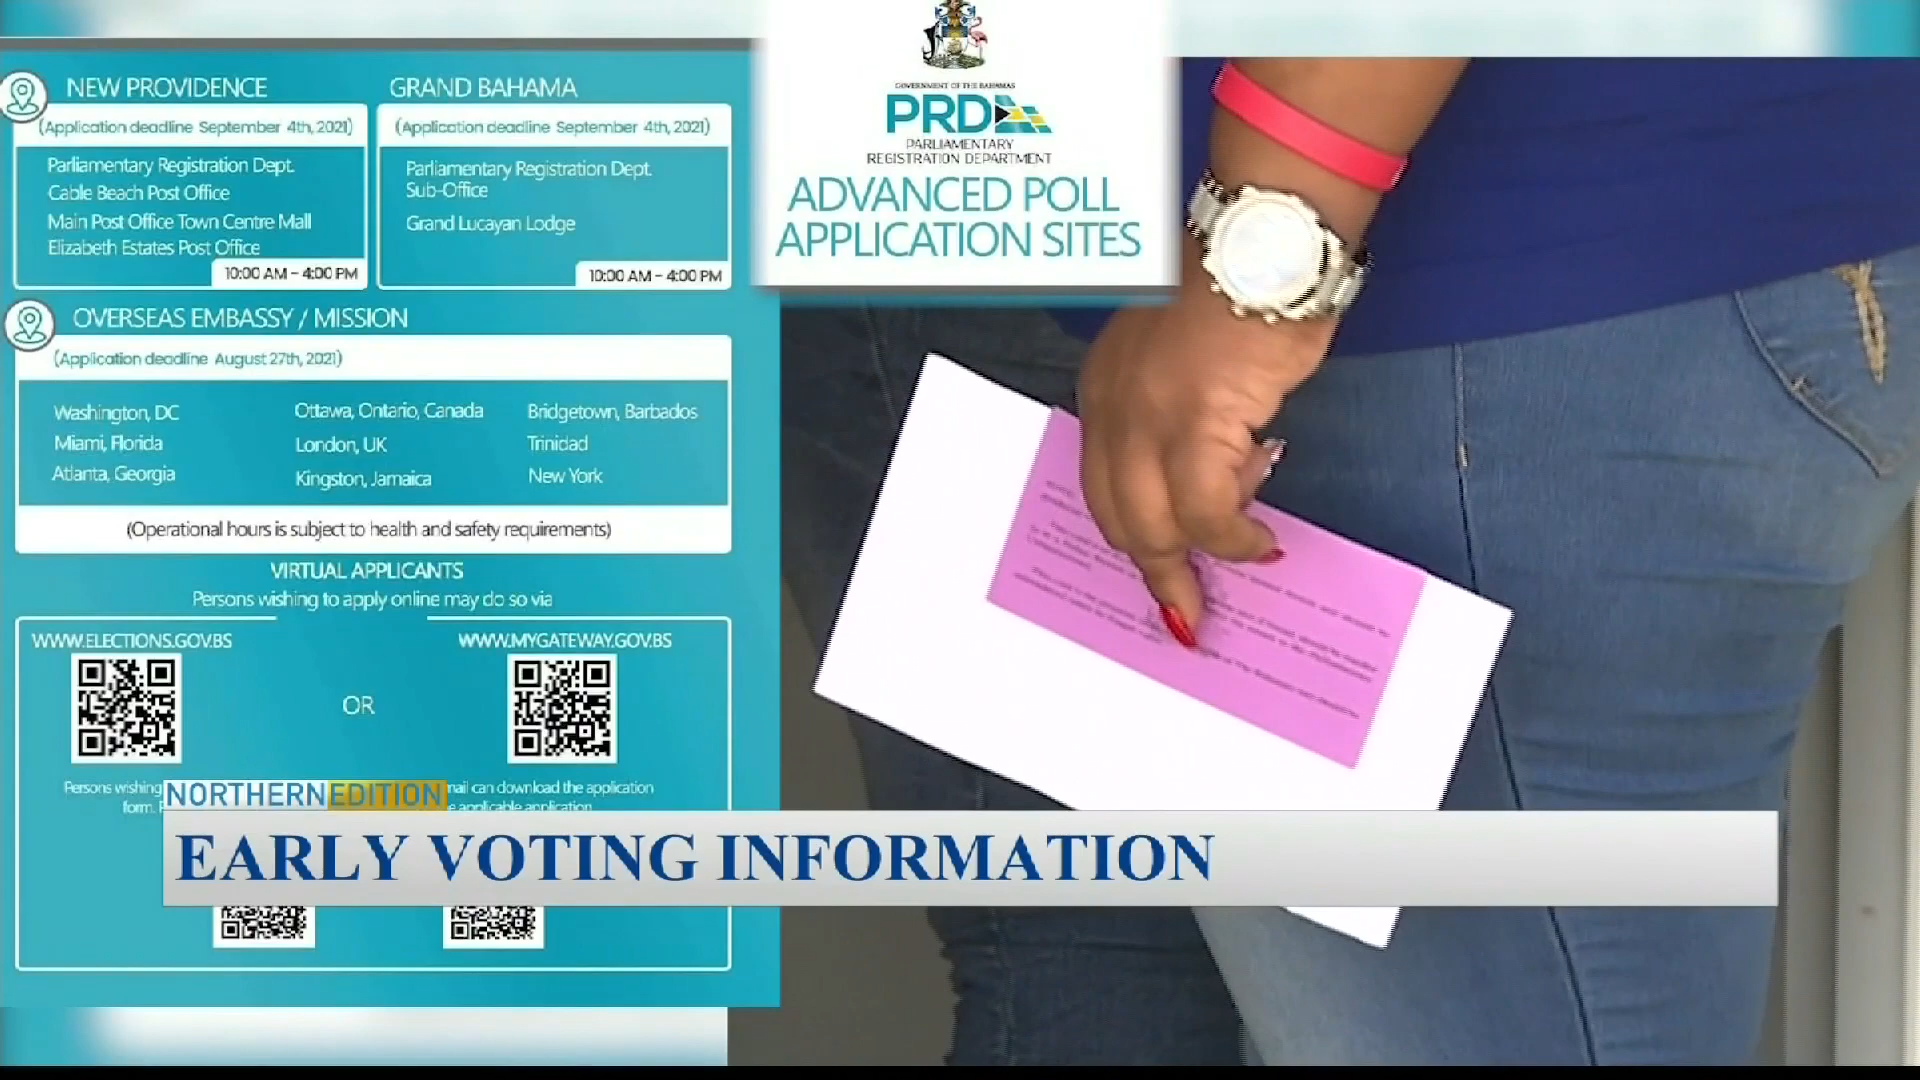 NEW PROVIDENCE
(Application deadline September 4th, 2021)
Parliamentary Registration Dept.
Cable Beach Post Office
Main Post Office Town Centre Mall
Elizabeth Estates Post Office
10:00 AM – 4:00 PM
GRAND BAHAMA
(Application deadline September 4th, 2021)
Parliamentary Registration Dept.
Sub-Office
Grand Lucayan Lodge
10:00 AM – 4:00 PM
GOVERNMENT OF THE BAHAMAS
PRD
PARLIAMENTARY
REGISTRATION DEPARTMENT
ADVANCED POLL
APPLICATION SITES
OVERSEAS EMBASSY / MISSION
(Application deadline August 27th, 2021)
Washington, DC
Miami, Florida
Atlanta, Georgia
Ottawa, Ontario, Canada
London, UK
Kingston, Jamaica
Bridgetown, Barbados
Trinidad
New York
(Operational hours is subject to health and safety requirements)
VIRTUAL APPLICANTS
Persons wishing to apply online may do so via
WWW.ELECTIONS.GOV.BS
OR
WWW.MYGATEWAY.GOV.BS
Persons wishing mail can download the application
form. applicable application
NORTHERN EDITION
EARLY VOTING INFORMATION